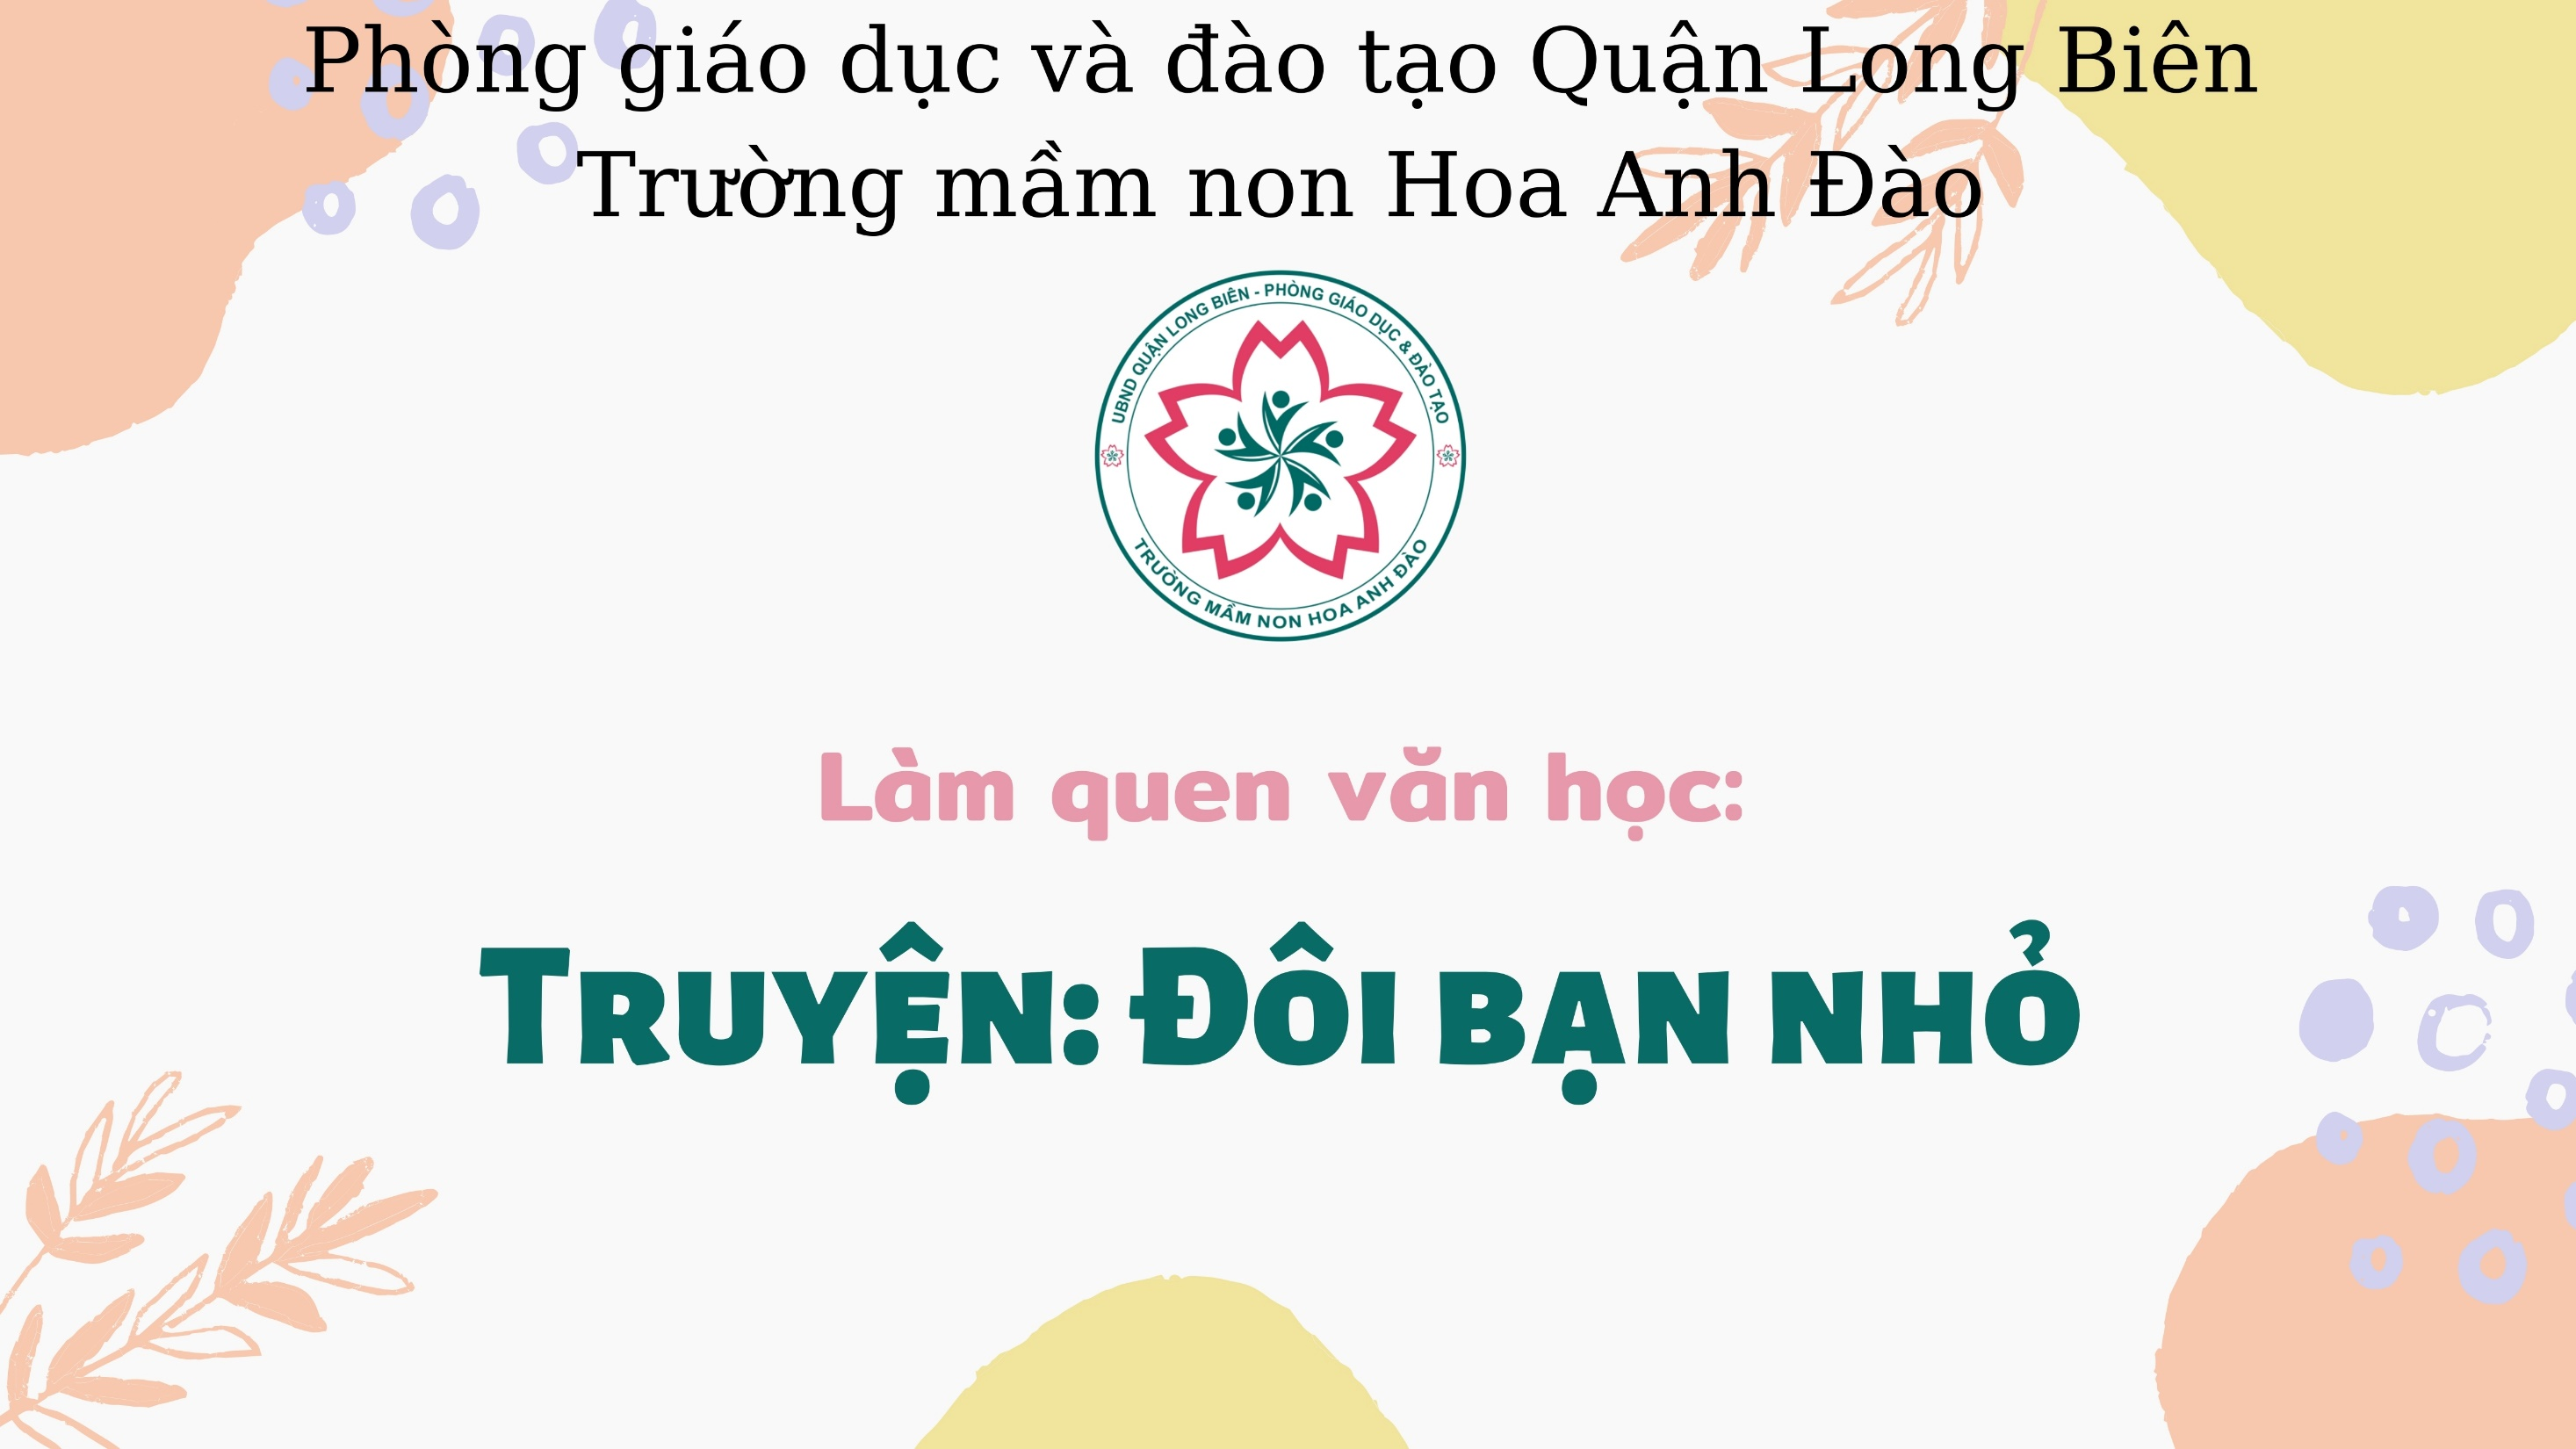 Phòng giáo dục và đào tạo Quận Long Biên
Trường mầm non Hoa Anh Đào
UBND QUẬN LONG BIÊN - PHÒNG GIÁO DỤC & ĐÀO TẠO
TRƯỜNG MẦM NON HOA ANH ĐÀO
Làm quen văn học:
TRUYỆN: ĐÔI BẠN NHỎ